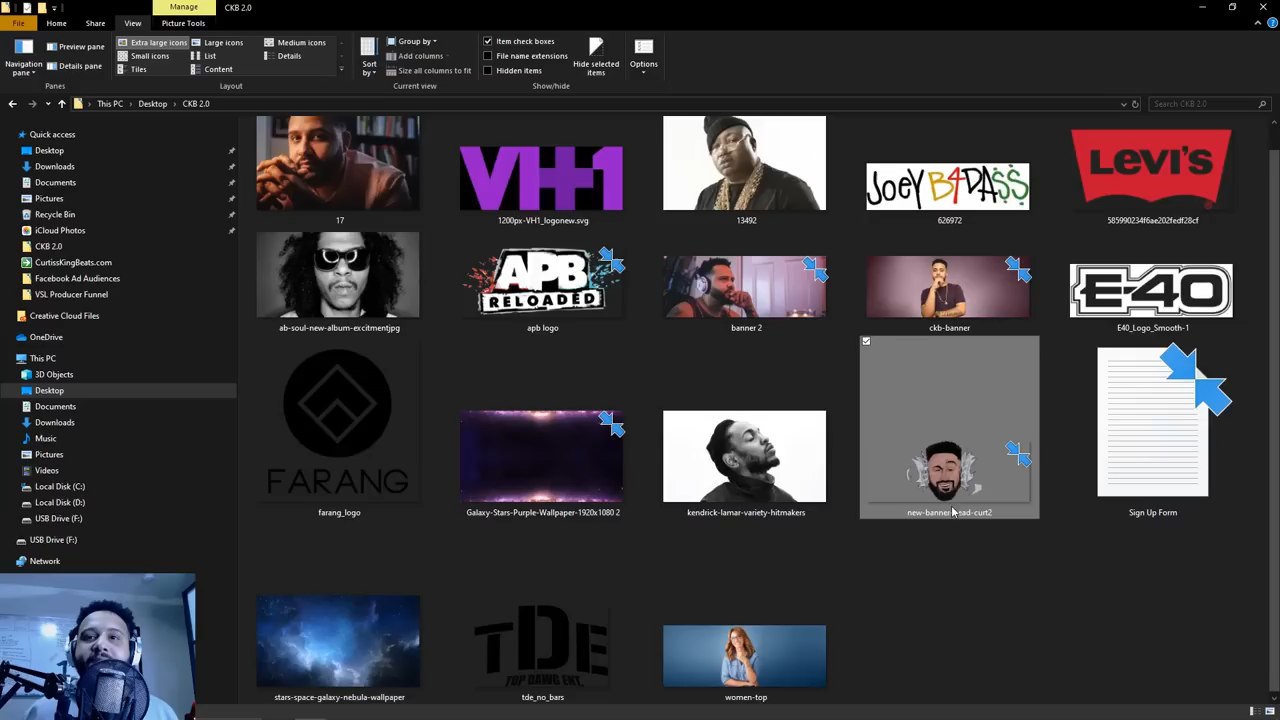 Manage
CKB 2.0
File
Home
Share
View
Picture Tools
Navigation pane
Preview pane
Details pane
Panes
Extra large icons
Large icons
Medium icons
Small icons
List
Details
Tiles
Content
Layout
Sort by
Group by
Add columns
Size all columns to fit
Current view
Item check boxes
File name extensions
Hidden items
Hide selected items
Show/hide
Options
This PC
Desktop
CKB 2.0
Search CKB 2.0
Quick access
Desktop
Downloads
Documents
Pictures
Recycle Bin
iCloud Photos
CKB 2.0
CurtissKingBeats.com
Facebook Ad Audiences
VSL Producer Funnel
Creative Cloud Files
OneDrive
This PC
3D Objects
Desktop
Documents
Downloads
Music
Pictures
Videos
Local Disk (C:)
Local Disk (D:)
USB Drive (F:)
USB Drive (F:)
Network
VH1
JOEY BADA$$
Levi's
17
1200px-VH1_logonew.svg
13492
626972
585990234f6ae202fedf28cf
APB
RELOADED
E-40
ab-soul-new-album-excitmentjpg
apb logo
banner 2
ckb-banner
E40_Logo_Smooth-1
FARANG
farang_logo
Galaxy-Stars-Purple-Wallpaper-1920x1080 2
kendrick-lamar-variety-hitmakers
Sign Up Form
TDE
TOP DAWG ENT.
stars-space-galaxy-nebula-wallpaper
tde_no_bars
women-top